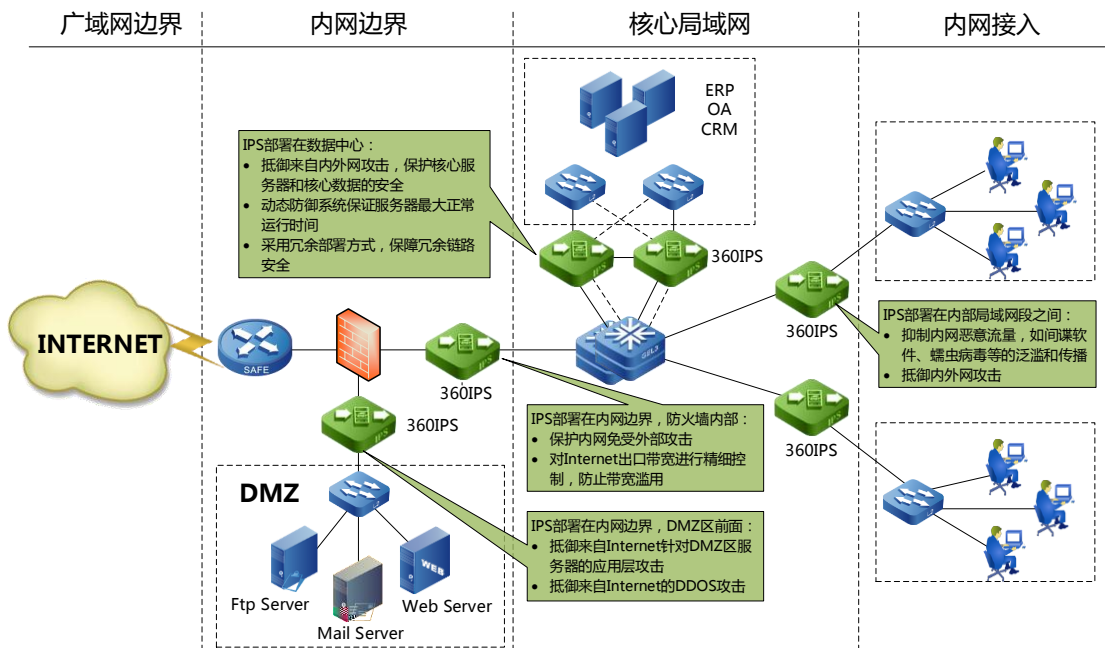 广域网边界
内网边界
核心局域网
内网接入
ERP
OA
CRM
IPS部署在数据中心：
• 抵御来自内外网攻击，保护核心服
务器和核心数据的安全
• 动态防御系统保证服务器最大正常
运行时间
• 采用冗余部署方式，保障冗余链路
安全
L2
L2
IPS
IPS
360IPS
INTERNET
SAFE
IPS
360IPS
GEL3
IPS
360IPS
L2
IPS部署在内部局域网段之间：
• 抑制内网恶意流量，如间谍软
件、蠕虫病毒等的泛滥和传播
• 抵御内外网攻击
IPS
360IPS
IPS
360IPS
IPS部署在内网边界，防火墙内部：
• 保护内网免受外部攻击
• 对Internet出口带宽进行精细控
制，防止带宽滥用
DMZ
L2
L2
IPS部署在内网边界，DMZ区前面：
• 抵御来自Internet针对DMZ区服
务器的应用层攻击
• 抵御来自Internet的DDOS攻击
WEB
Ftp Server
Mail Server
Web Server